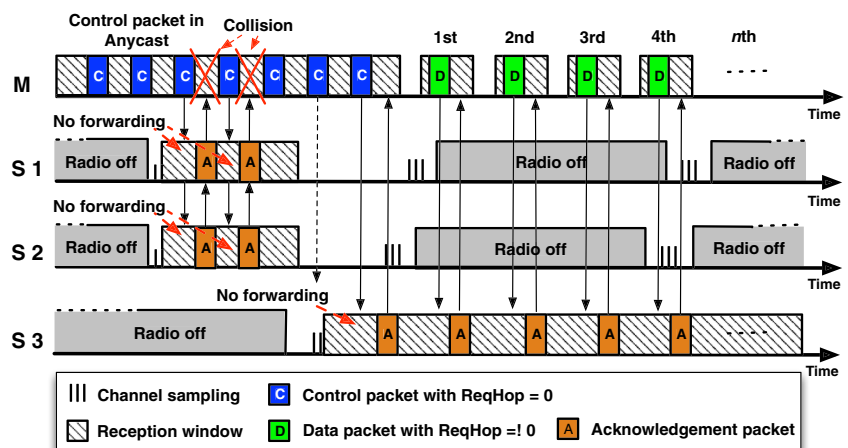 Control packet in
Anycast
Collision
1st
2nd
3rd
4th
nth
M
C
C
C
C
C
C
C
D
D
D
D
Time
No forwarding
S 1
Radio off
A
A
Radio off
Radio off
Time
No forwarding
S 2
Radio off
A
A
Radio off
Radio off
Time
No forwarding
S 3
Radio off
A
A
A
A
A
Time
Channel sampling
C
Control packet with ReqHop = 0
Reception window
D
Data packet with ReqHop =! 0
A
Acknowledgement packet